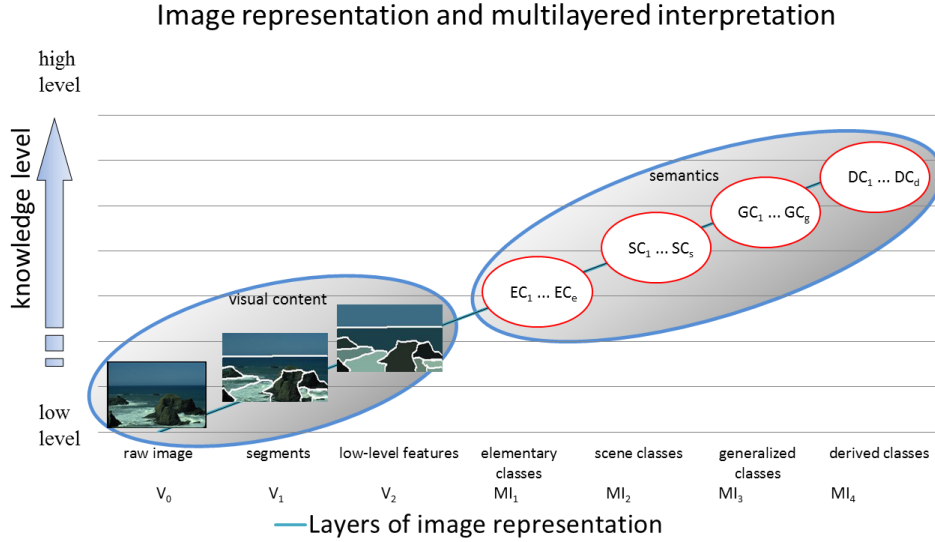 Image representation and multilayered interpretation
high
level
knowledge level
low
level
visual content
semantics
EC1 ... ECe
SC1 ... SCs
GC1 ... GCg
DC1 ... DCd
raw image
segments
low-level features
elementary
classes
scene classes
generalized
classes
derived classes
V0
V1
V2
MI1
MI2
MI3
MI4
Layers of image representation